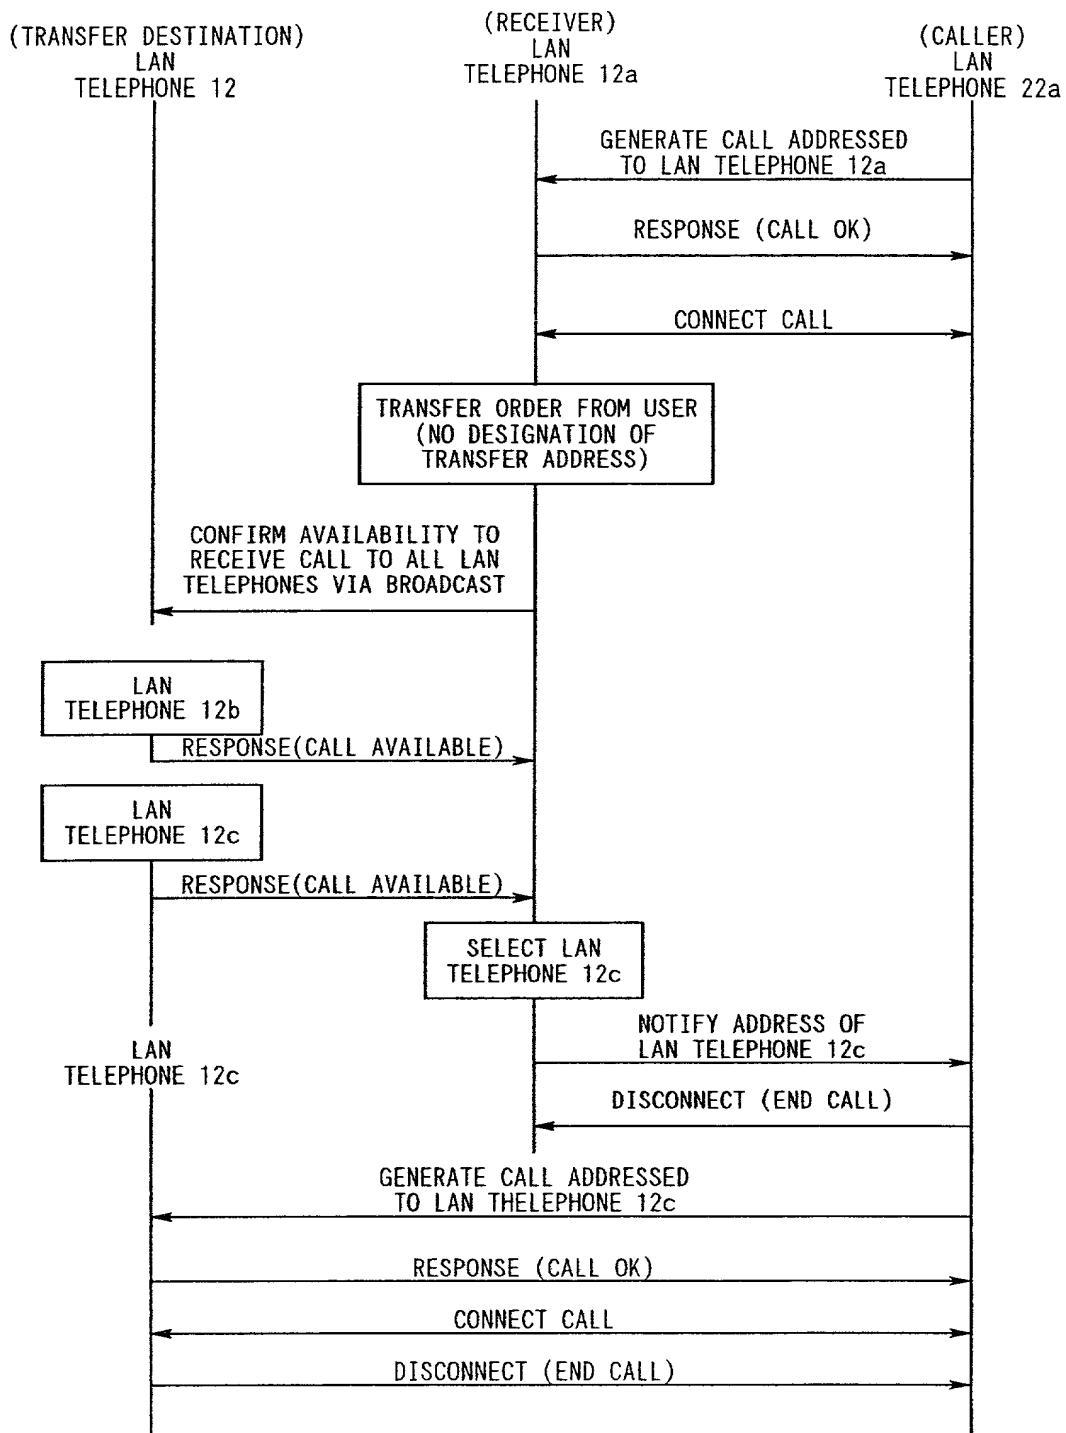 (TRANSFER DESTINATION)
LAN
TELEPHONE 12
(RECEIVER)
LAN
TELEPHONE 12a
(CALLER)
LAN
TELEPHONE 22a
GENERATE CALL ADDRESSED
TO LAN TELEPHONE 12a
RESPONSE (CALL OK)
CONNECT CALL
TRANSFER ORDER FROM USER
(NO DESIGNATION OF
TRANSFER ADDRESS)
CONFIRM AVAILABILITY TO
RECEIVE CALL TO ALL LAN
TELEPHONES VIA BROADCAST
LAN
TELEPHONE 12b
RESPONSE(CALL AVAILABLE)
LAN
TELEPHONE 12c
RESPONSE(CALL AVAILABLE)
SELECT LAN
TELEPHONE 12c
NOTIFY ADDRESS OF
LAN TELEPHONE 12c
LAN
TELEPHONE 12c
DISCONNECT (END CALL)
GENERATE CALL ADDRESSED
TO LAN THELEPHONE 12c
RESPONSE (CALL OK)
CONNECT CALL
DISCONNECT (END CALL)